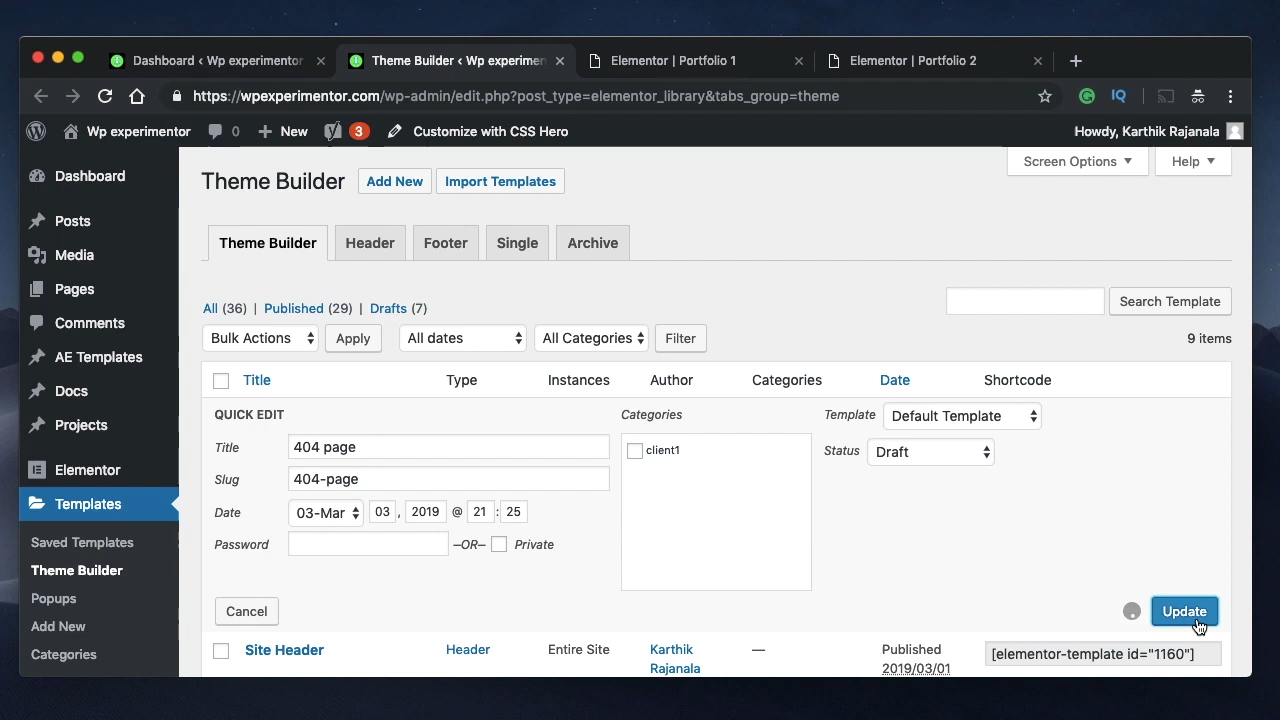 Dashboard < Wp experimentor
Theme Builder < Wp experimen
Elementor | Portfolio 1
Elementor | Portfolio 2
https://wpexperimentor.com/wp-admin/edit.php?post_type=elementor_library&tabs_group=theme
IQ
Wp experimentor
0
New
3
Customize with CSS Hero
Howdy, Karthik Rajanala
Dashboard
Posts
Media
Pages
Comments
AE Templates
Docs
Projects
Elementor
Templates
Saved Templates
Theme Builder
Popups
Add New
Categories
Screen Options
Help
Theme Builder
Add New
Import Templates
Theme Builder
Header
Footer
Single
Archive
All (36) | Published (29) | Drafts (7)
Search Template
Bulk Actions
Apply
All dates
All Categories
Filter
9 items
Title
Type
Instances
Author
Categories
Date
Shortcode
QUICK EDIT
Title
404 page
Slug
404-page
Date
03-Mar 03 , 2019 @ 21 : 25
Password
–OR– Private
Categories
client1
Template
Default Template
Status
Draft
Cancel
Update
Site Header
Header
Entire Site
Karthik
Rajanala
—
Published
2019/03/01
[elementor-template id="1160"]